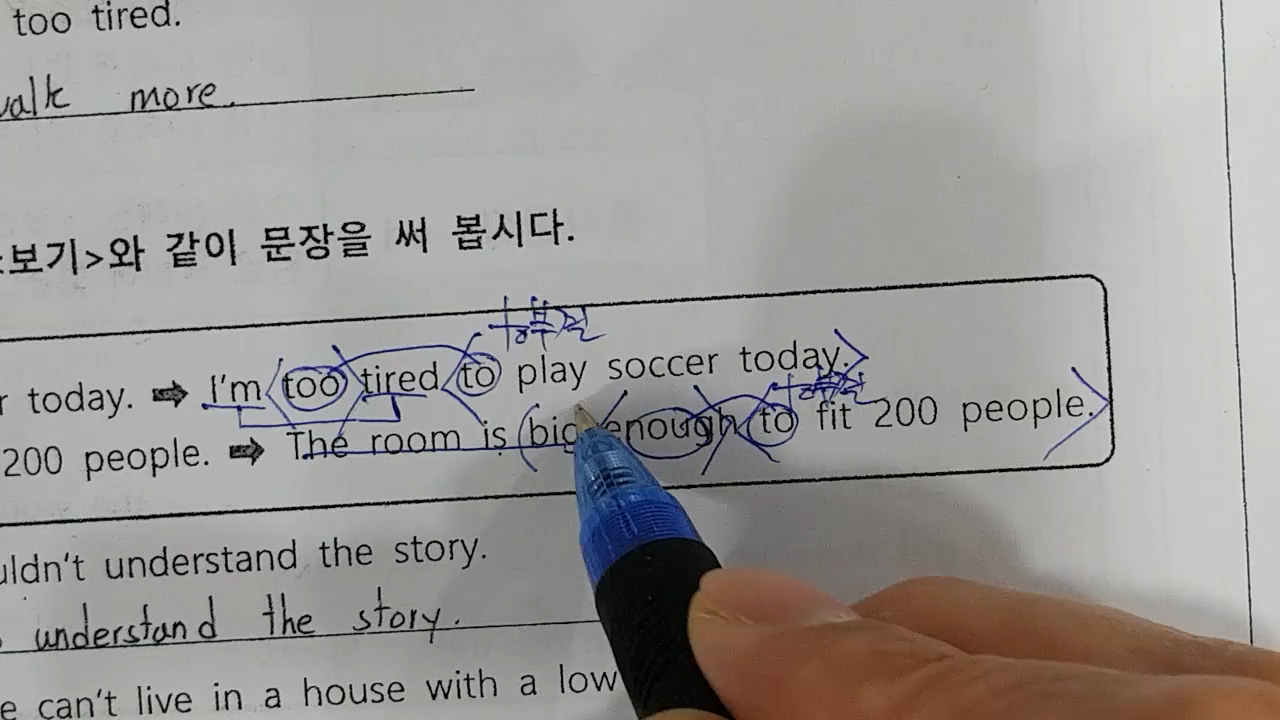 too tired.
walk more.
<보기>와 같이 문장을 써 봅시다.
r today. ➡ I'm too tired to play soccer today.
200 people. ➡ The room is big enough to fit 200 people.
uldn't understand the story.
understand the story.
e can't live in a house with a low